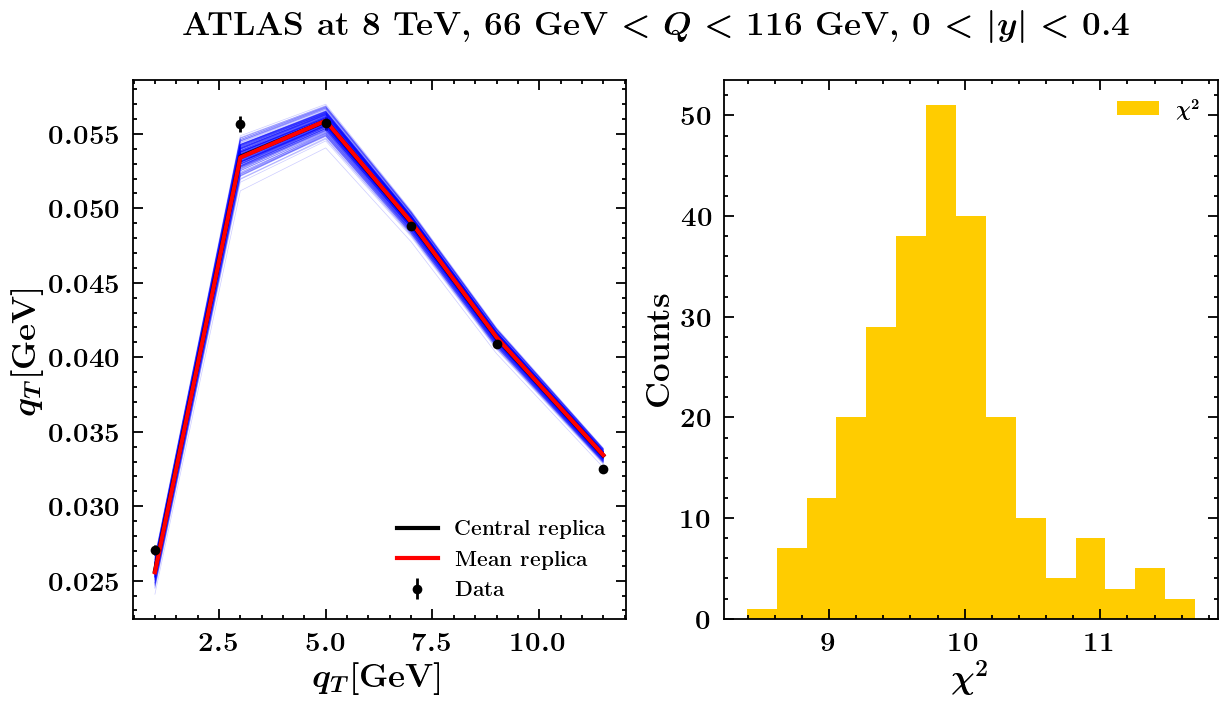 ATLAS at 8 TeV, 66 GeV < Q < 116 GeV, 0 < |y| < 0.4
q_T[GeV]
0.055
0.050
0.045
0.040
0.035
0.030
0.025
2.5 5.0 7.5 10.0
q_T[GeV]
Central replica
Mean replica
Data
Counts
50
40
30
20
10
0
9 10 11
χ²
χ²